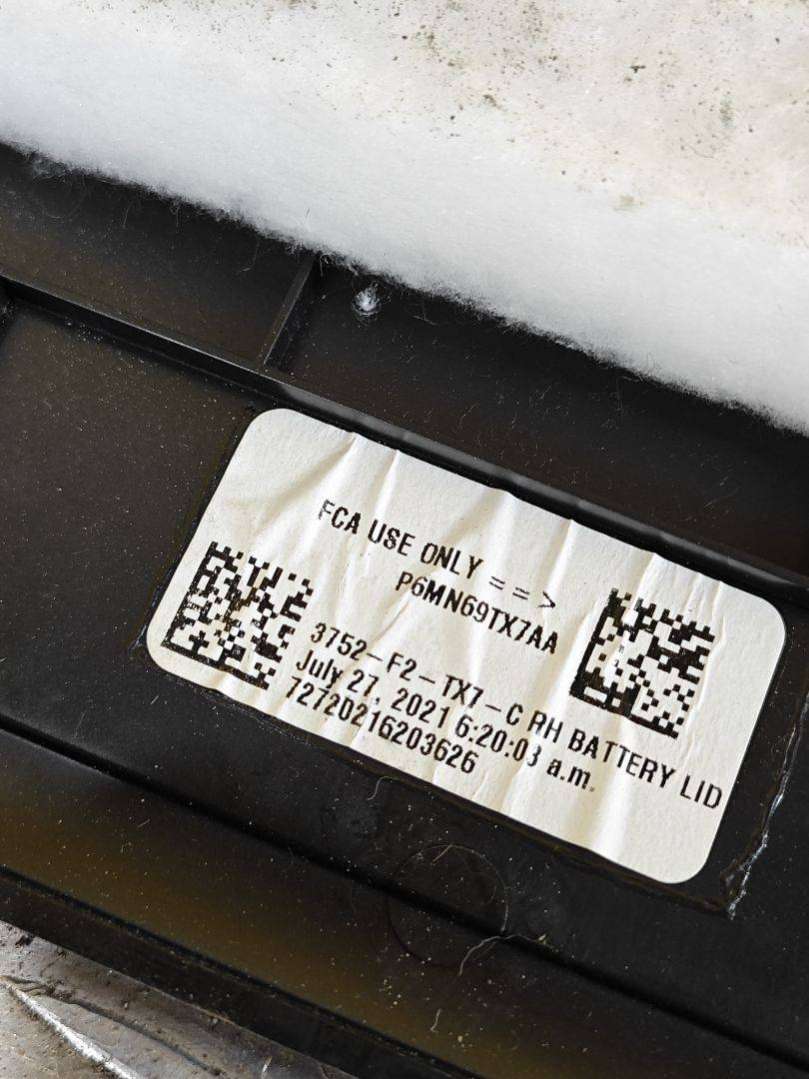 FCA USE ONLY ==>
P6MN69TX7AA
3752-F2-TX7-C RH BATTERY LID
July 27, 2021 6:20:03 a.m.
72720216203626